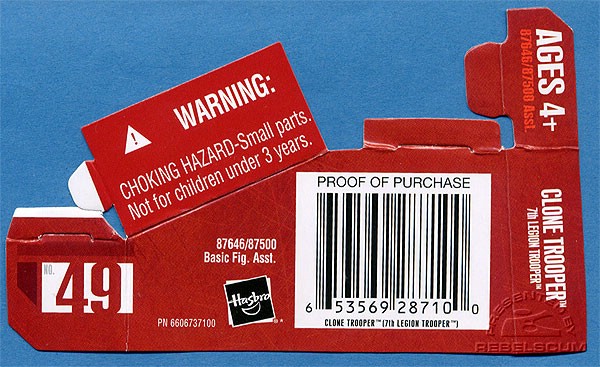 WARNING:
CHOKING HAZARD-Small parts.
Not for children under 3 years.
AGES 4+
87646/87500 Asst.
CLONE TROOPER™
7th LEGION TROOPER™
PROOF OF PURCHASE
6 53569 28710 0
CLONE TROOPER™ (7th LEGION TROOPER™)
87646/87500
Basic Fig. Asst.
Hasbro
®*
NO. 49
PN 6606737100
PRESENTED BY
REBELSCUM